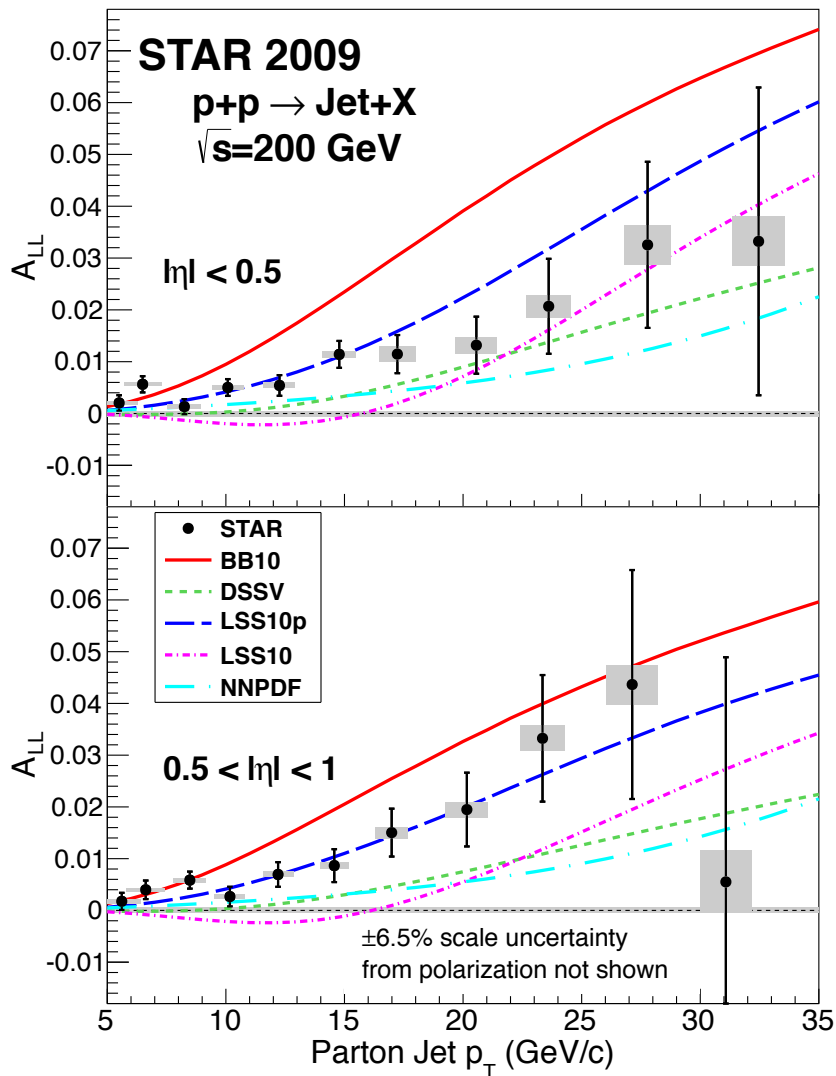 STAR 2009
p+p → Jet+X
√s=200 GeV
|η| < 0.5
A_LL
0.07
0.06
0.05
0.04
0.03
0.02
0.01
0
-0.01
STAR
BB10
DSSV
LSS10p
LSS10
NNPDF
0.5 < |η| < 1
±6.5% scale uncertainty
from polarization not shown
A_LL
0.07
0.06
0.05
0.04
0.03
0.02
0.01
0
-0.01
5 10 15 20 25 30 35
Parton Jet p_T (GeV/c)